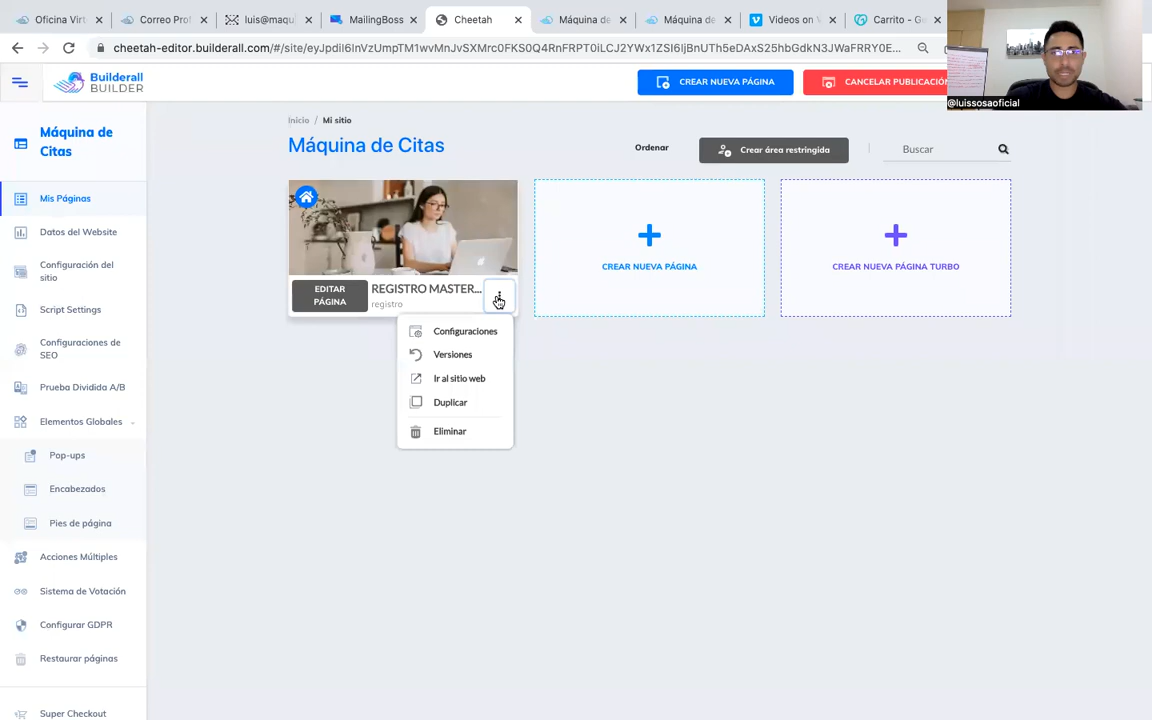 Oficina Virt
Correo Prof
luis@maqu
MailingBoss
Cheetah
Máquina de
Máquina de
Videos on V
Carrito - G
cheetah-editor.builderall.com/#/site/
Builderall
BUILDER
CREAR NUEVA PÁGINA
CANCELAR PUBLICACIÓN
@luissosaoficial
Máquina de
Citas
Inicio / Mi sitio
Máquina de Citas
Ordenar
Crear área restringida
Buscar
Mis Páginas
Datos del Website
Configuración del
sitio
Script Settings
Configuraciones de
SEO
Prueba Dividida A/B
Elementos Globales
Pop-ups
Encabezados
Pies de página
Acciones Múltiples
Sistema de Votación
Configurar GDPR
Restaurar páginas
Super Checkout
EDITAR
PÁGINA
REGISTRO MASTER...
registro
Configuraciones
Versiones
Ir al sitio web
Duplicar
Eliminar
CREAR NUEVA PÁGINA
CREAR NUEVA PÁGINA TURBO